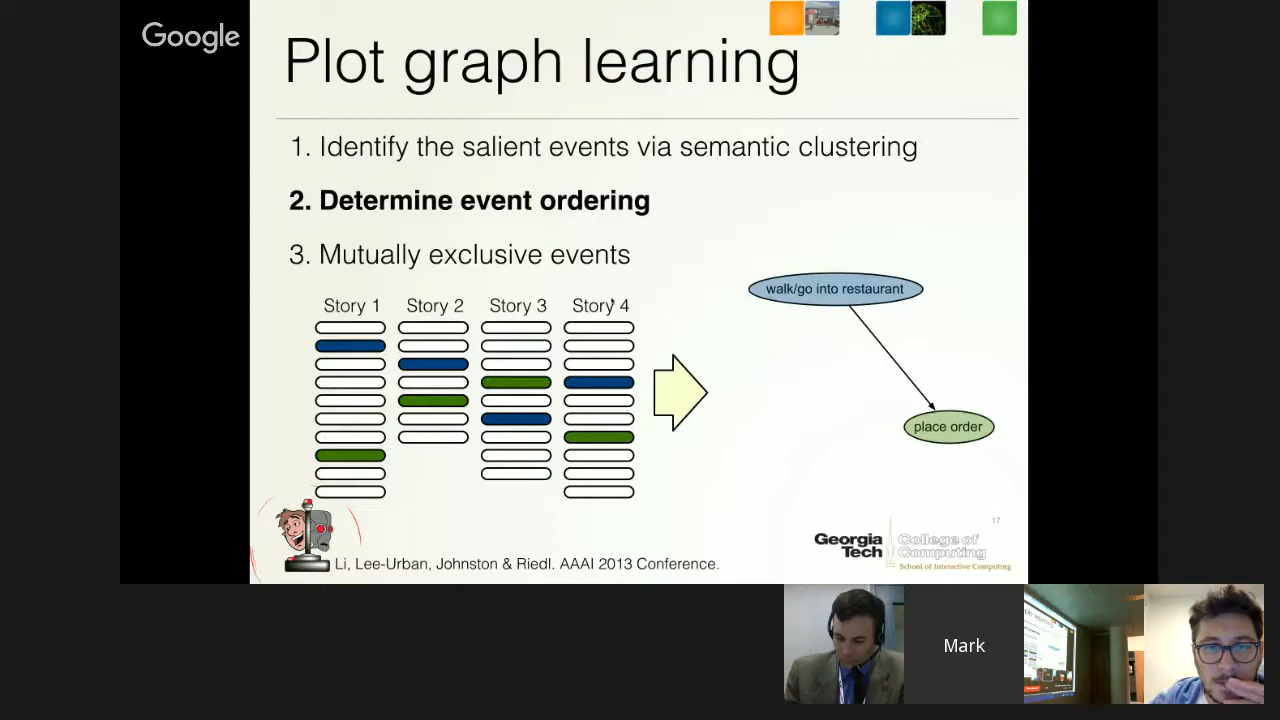 Google
Plot graph learning
1. Identify the salient events via semantic clustering
2. Determine event ordering
3. Mutually exclusive events
Story 1 Story 2 Story 3 Story 4
walk/go into restaurant
place order
17
Georgia Tech
College of Computing
School of Interactive Computing
Li, Lee-Urban, Johnston & Riedl. AAAI 2013 Conference.
Mark